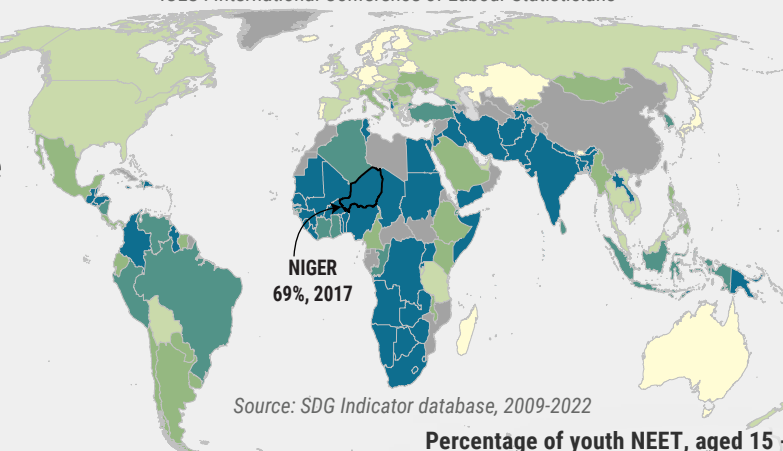 NIGER
69%, 2017
Source: SDG Indicator database, 2009-2022
Percentage of youth NEET, aged 15